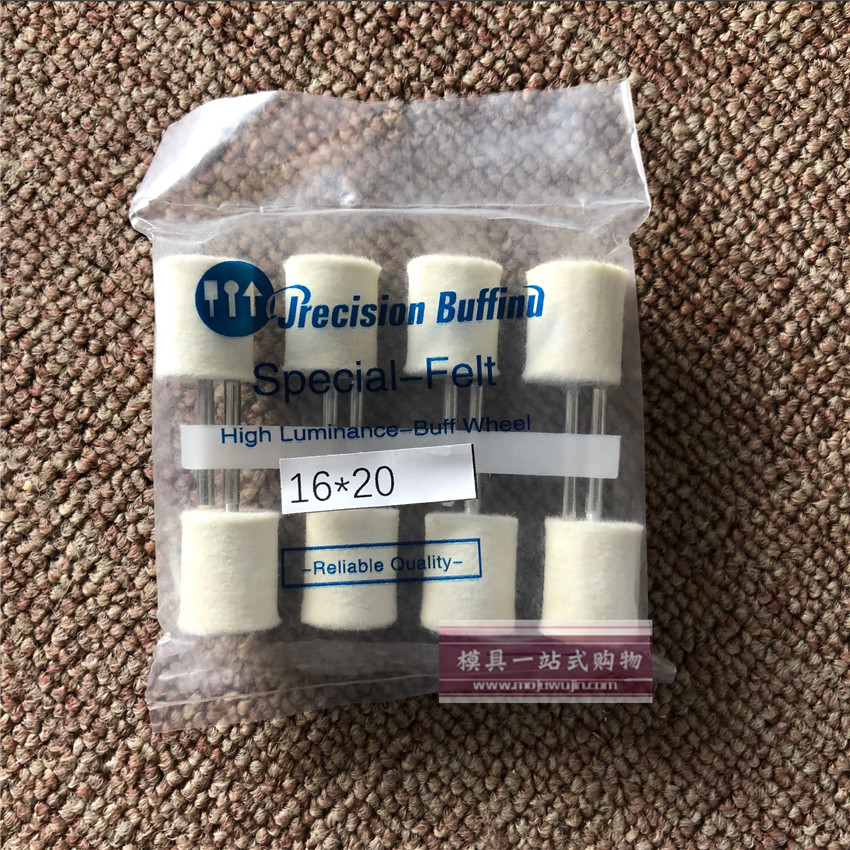 Precision Buffing
Special-Felt
High Luminance-Buff Wheel
16*20
-Reliable Quality-
模具一站式购物
www.mojuwujin.com